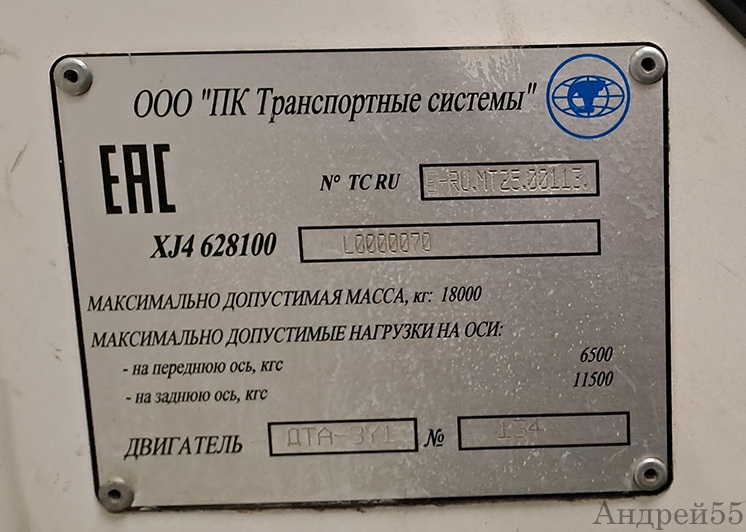 ООО "ПК Транспортные системы"
ЕАС
№ ТС RU Е-RU.МТ25.00113.
XJ4 628100 L0000070
МАКСИМАЛЬНО ДОПУСТИМАЯ МАССА, кг: 18000
МАКСИМАЛЬНО ДОПУСТИМЫЕ НАГРУЗКИ НА ОСИ:
- на переднюю ось, кгс 6500
- на заднюю ось, кгс 11500
ДВИГАТЕЛЬ ДТА-3У1 № 134
Андрей55